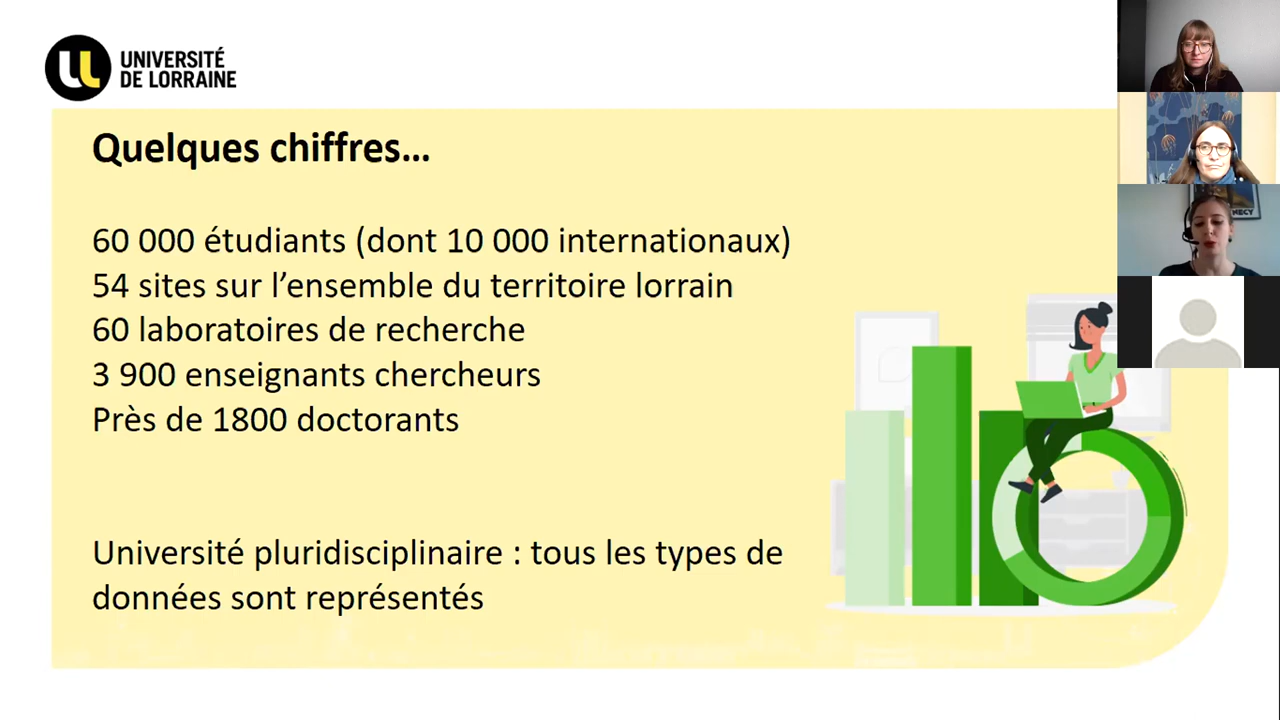 UNIVERSITÉ
DE LORRAINE
Quelques chiffres...
60 000 étudiants (dont 10 000 internationaux)
54 sites sur l’ensemble du territoire lorrain
60 laboratoires de recherche
3 900 enseignants chercheurs
Près de 1800 doctorants
Université pluridisciplinaire : tous les types de
données sont représentés
NECY